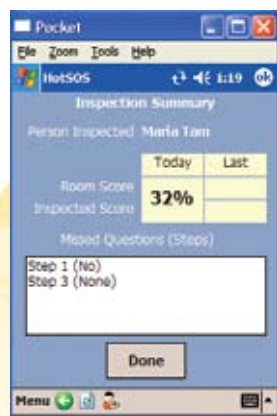 Pocket
File Zoom Tools Help
HotSOS 1:19 ok
Inspection Summary
Person Inspected Maria Tam
Today Last
Room Score
Inspected Score
32%
Missed Questions (Steps)
Step 1 (No)
Step 3 (None)
Done
Menu